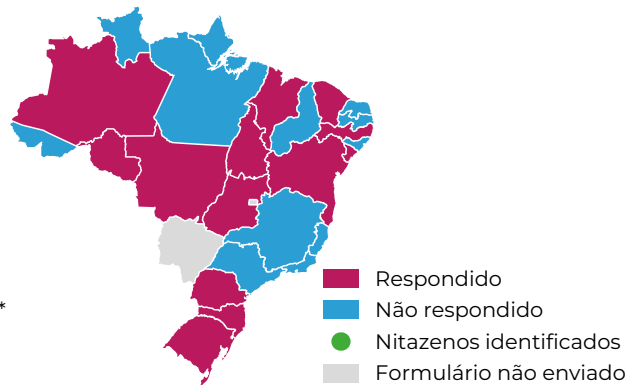 *
Respondido
Não respondido
Nitazenos identificados
Formulário não enviado